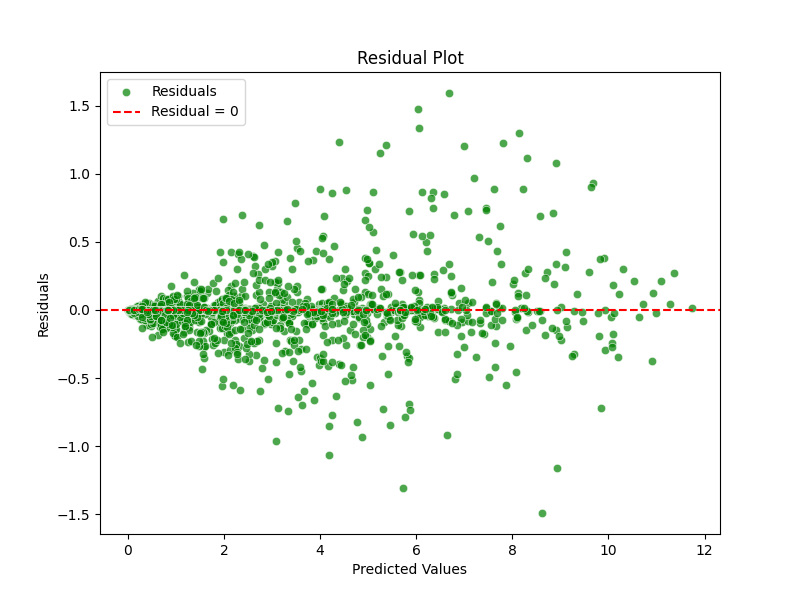 Residual Plot
Residuals
Residual = 0
1.5
1.0
0.5
0.0
−0.5
−1.0
−1.5
Residuals
0 2 4 6 8 10 12
Predicted Values